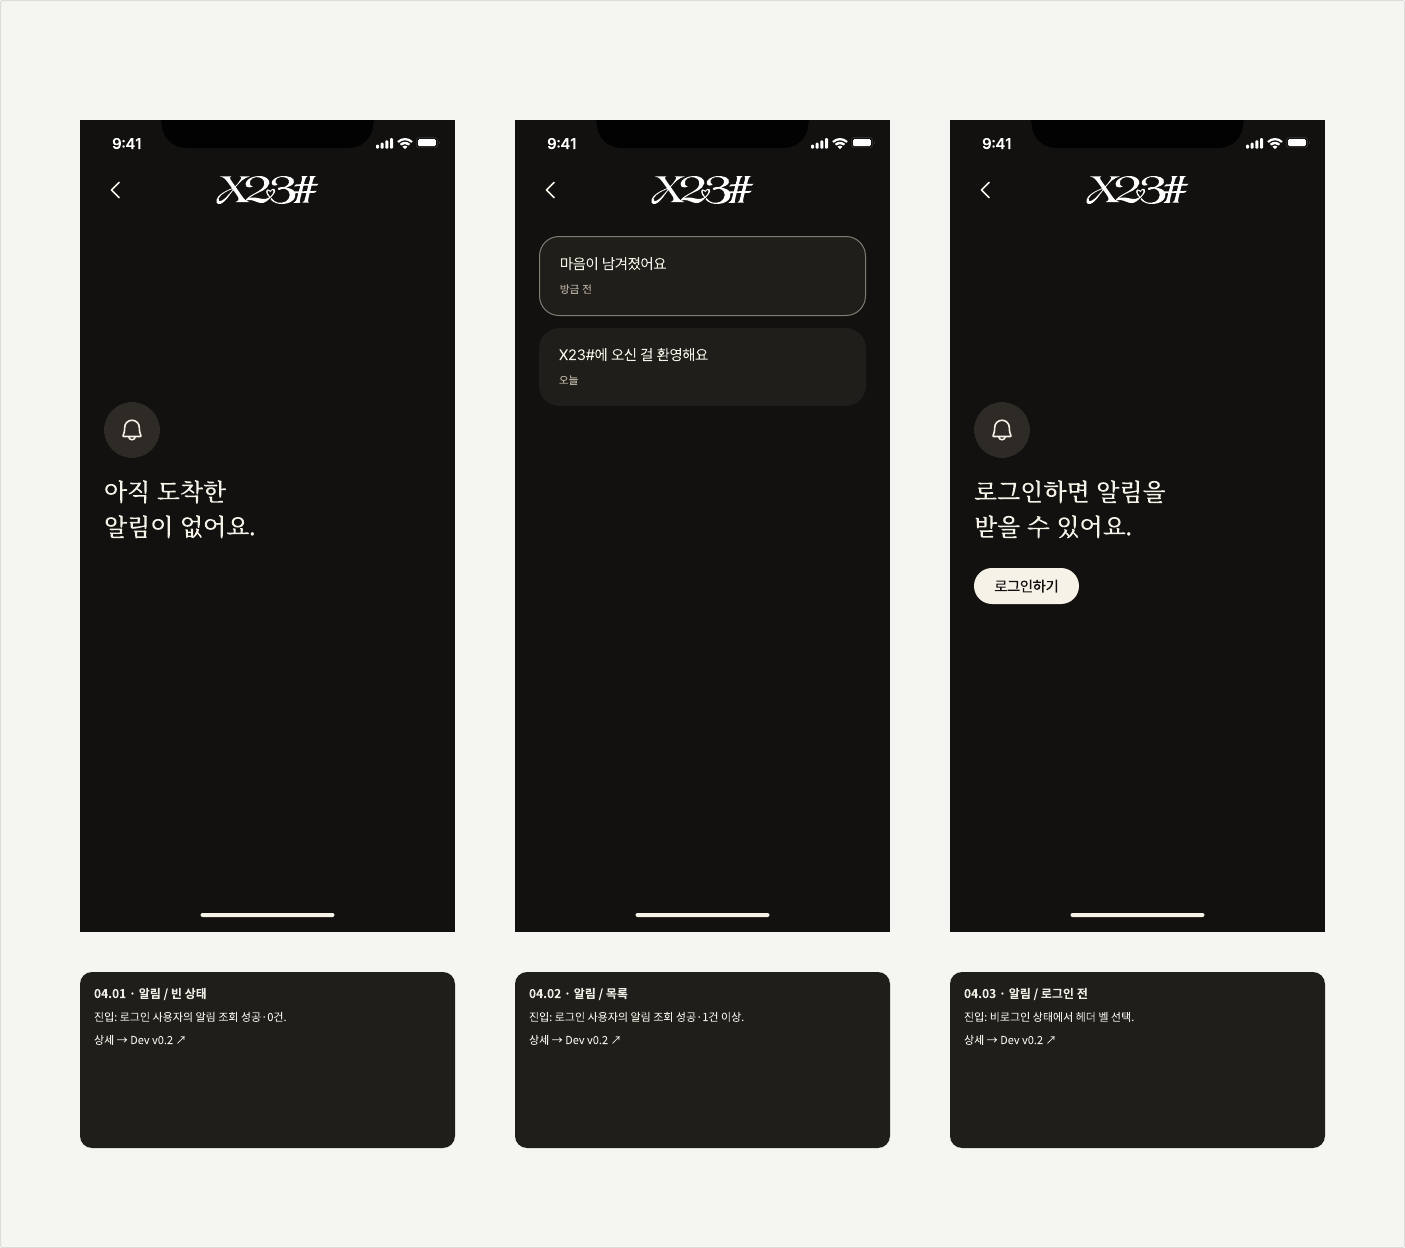 9:41
X23#
아직 도착한
알림이 없어요.
04.01 · 알림 / 빈 상태
진입: 로그인 사용자의 알림 조회 성공·0건.
상세 → Dev v0.2 ↗
9:41
X23#
마음이 남겨졌어요
방금 전
X23#에 오신 걸 환영해요
오늘
04.02 · 알림 / 목록
진입: 로그인 사용자의 알림 조회 성공·1건 이상.
상세 → Dev v0.2 ↗
9:41
X23#
로그인하면 알림을
받을 수 있어요.
로그인하기
04.03 · 알림 / 로그인 전
진입: 비로그인 상태에서 헤더 벨 선택.
상세 → Dev v0.2 ↗